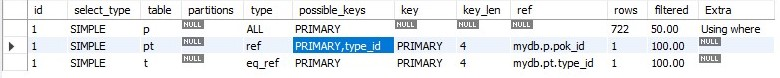 id select_type table partitions type possible_keys key key_len ref rows filtered Extra
1 SIMPLE p NULL ALL PRIMARY NULL NULL NULL 722 50.00 Using where
1 SIMPLE pt NULL ref PRIMARY,type_id PRIMARY 4 mydb.p.pok_id 1 100.00 NULL
1 SIMPLE t NULL eq_ref PRIMARY PRIMARY 4 mydb.pt.type_id 1 100.00 NULL